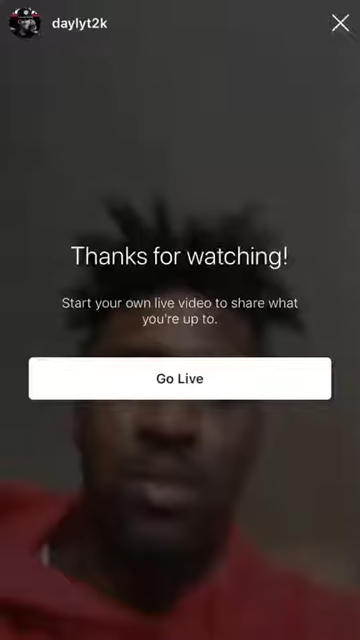 daylyt2k
Thanks for watching!
Start your own live video to share what
you're up to.
Go Live